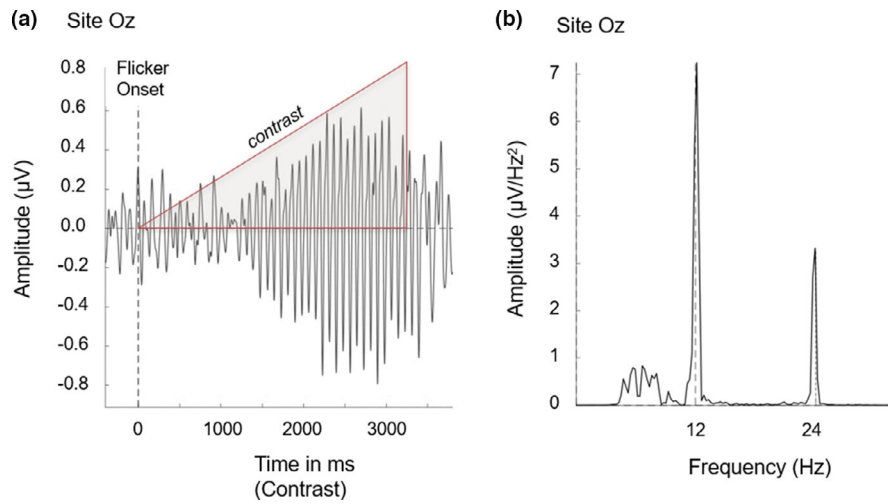 (a) Site Oz
Flicker
Onset
contrast
Amplitude (µV)
0.8
0.6
0.4
0.2
0.0
-0.2
-0.4
-0.6
-0.8
0 1000 2000 3000
Time in ms
(Contrast)
(b) Site Oz
Amplitude (µV/Hz²)
7
6
5
4
3
2
1
0
12 24
Frequency (Hz)